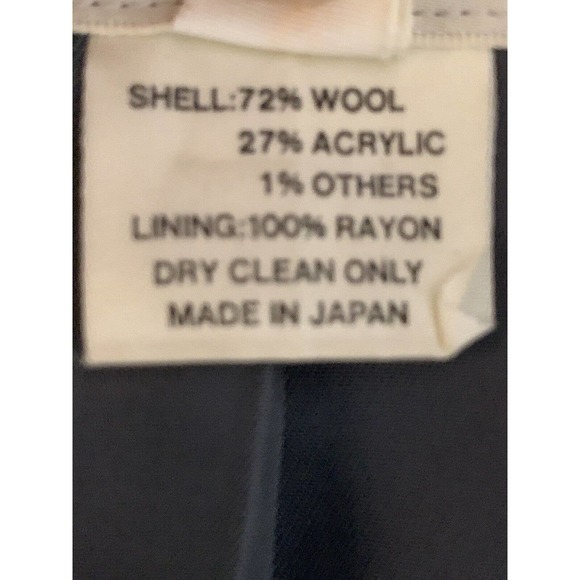 SHELL:72% WOOL
27% ACRYLIC
1% OTHERS
LINING:100% RAYON
DRY CLEAN ONLY
MADE IN JAPAN